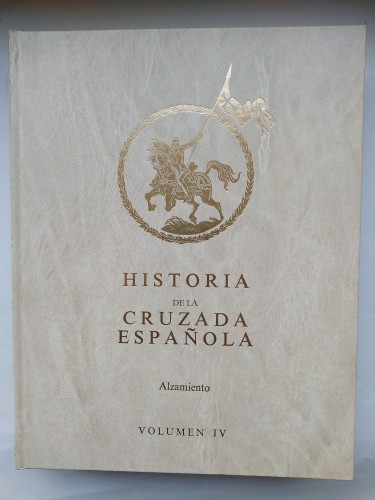 HISTORIA
DE LA
CRUZADA
ESPAÑOLA
Alzamiento
VOLUMEN IV